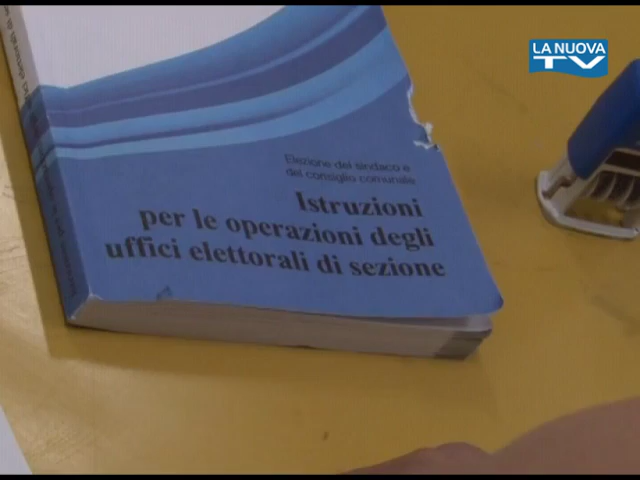 LA NUOVA
TV
Elezione del sindaco e
del consiglio comunale
Istruzioni
per le operazioni degli
uffici elettorali di sezione